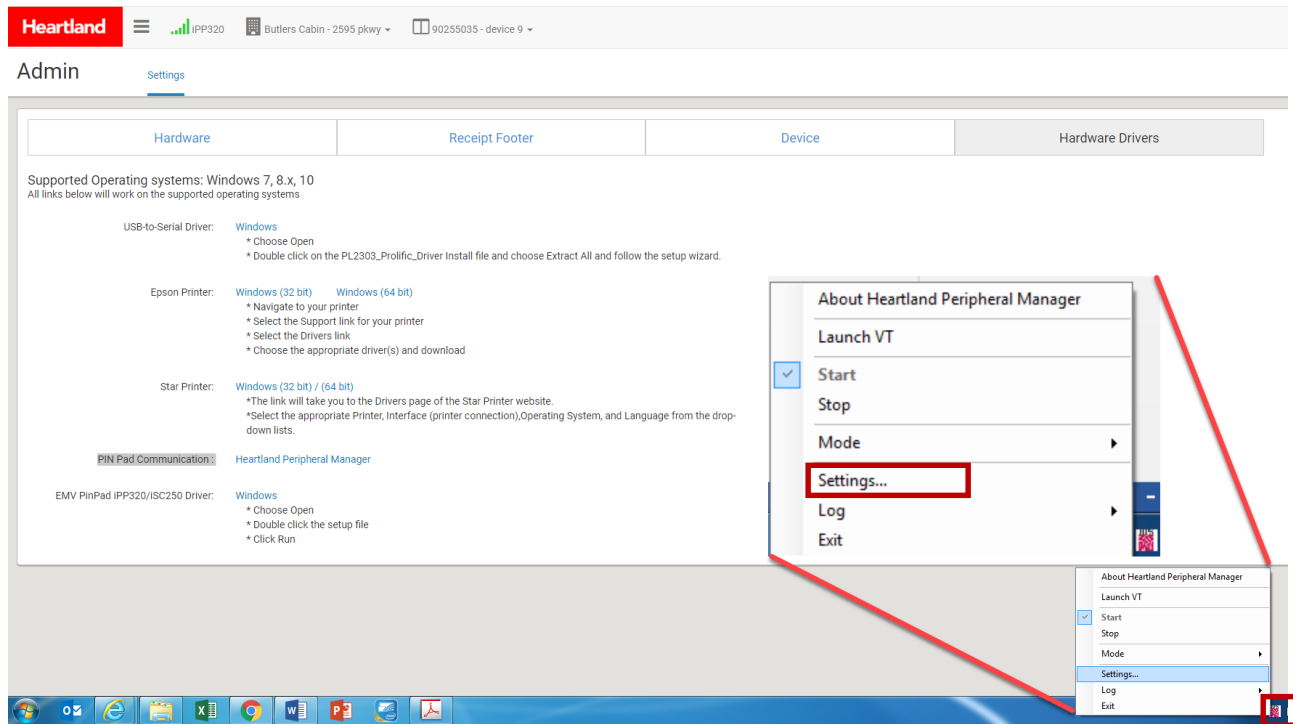 Heartland
iPP320
Butlers Cabin - 2595 pkwy
90255035 - device 9
Admin
Settings
Hardware
Receipt Footer
Device
Hardware Drivers
Supported Operating systems: Windows 7, 8.x, 10
All links below will work on the supported operating systems
USB-to-Serial Driver:
Windows
* Choose Open
* Double click on the PL2303_Prolific_Driver Install file and choose Extract All and follow the setup wizard.
Epson Printer:
Windows (32 bit) Windows (64 bit)
* Navigate to your printer
* Select the Support link for your printer
* Select the Drivers link
* Choose the appropriate driver(s) and download
Star Printer:
Windows (32 bit) / (64 bit)
*The link will take you to the Drivers page of the Star Printer website.
*Select the appropriate Printer, Interface (printer connection),Operating System, and Language from the drop-
down lists.
PIN Pad Communication :
Heartland Peripheral Manager
EMV PinPad iPP320/iSC250 Driver:
Windows
* Choose Open
* Double click the setup file
* Click Run
About Heartland Peripheral Manager
Launch VT
Start
Stop
Mode
Settings...
Log
Exit
About Heartland Peripheral Manager
Launch VT
Start
Stop
Mode
Settings...
Log
Exit